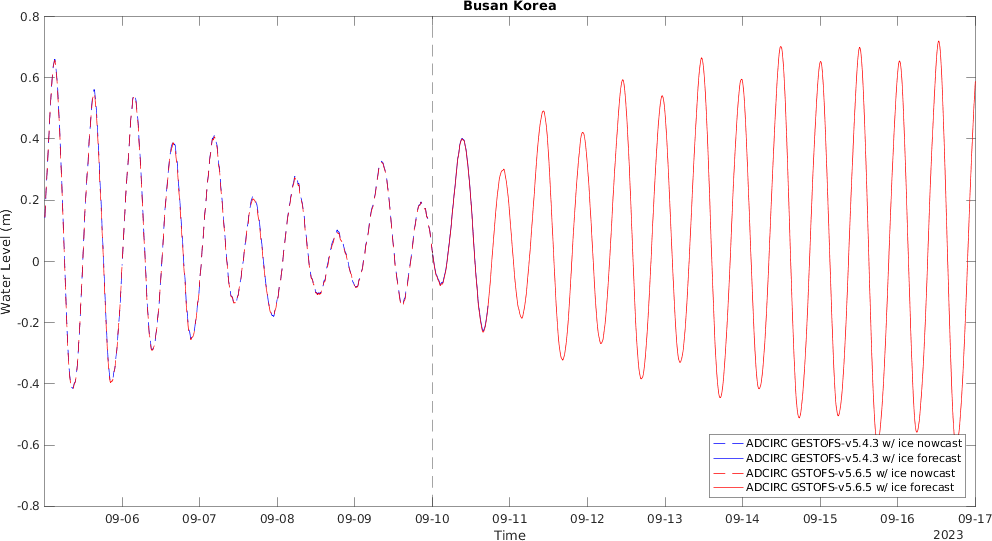 Busan Korea
0.8
0.6
0.4
0.2
0
-0.2
-0.4
-0.6
-0.8
Water Level (m)
ADCIRC GESTOFS-v5.4.3 w/ ice nowcast
ADCIRC GESTOFS-v5.4.3 w/ ice forecast
ADCIRC GSTOFS-v5.6.5 w/ ice nowcast
ADCIRC GSTOFS-v5.6.5 w/ ice forecast
09-06 09-07 09-08 09-09 09-10 09-11 09-12 09-13 09-14 09-15 09-16 09-17
Time
2023